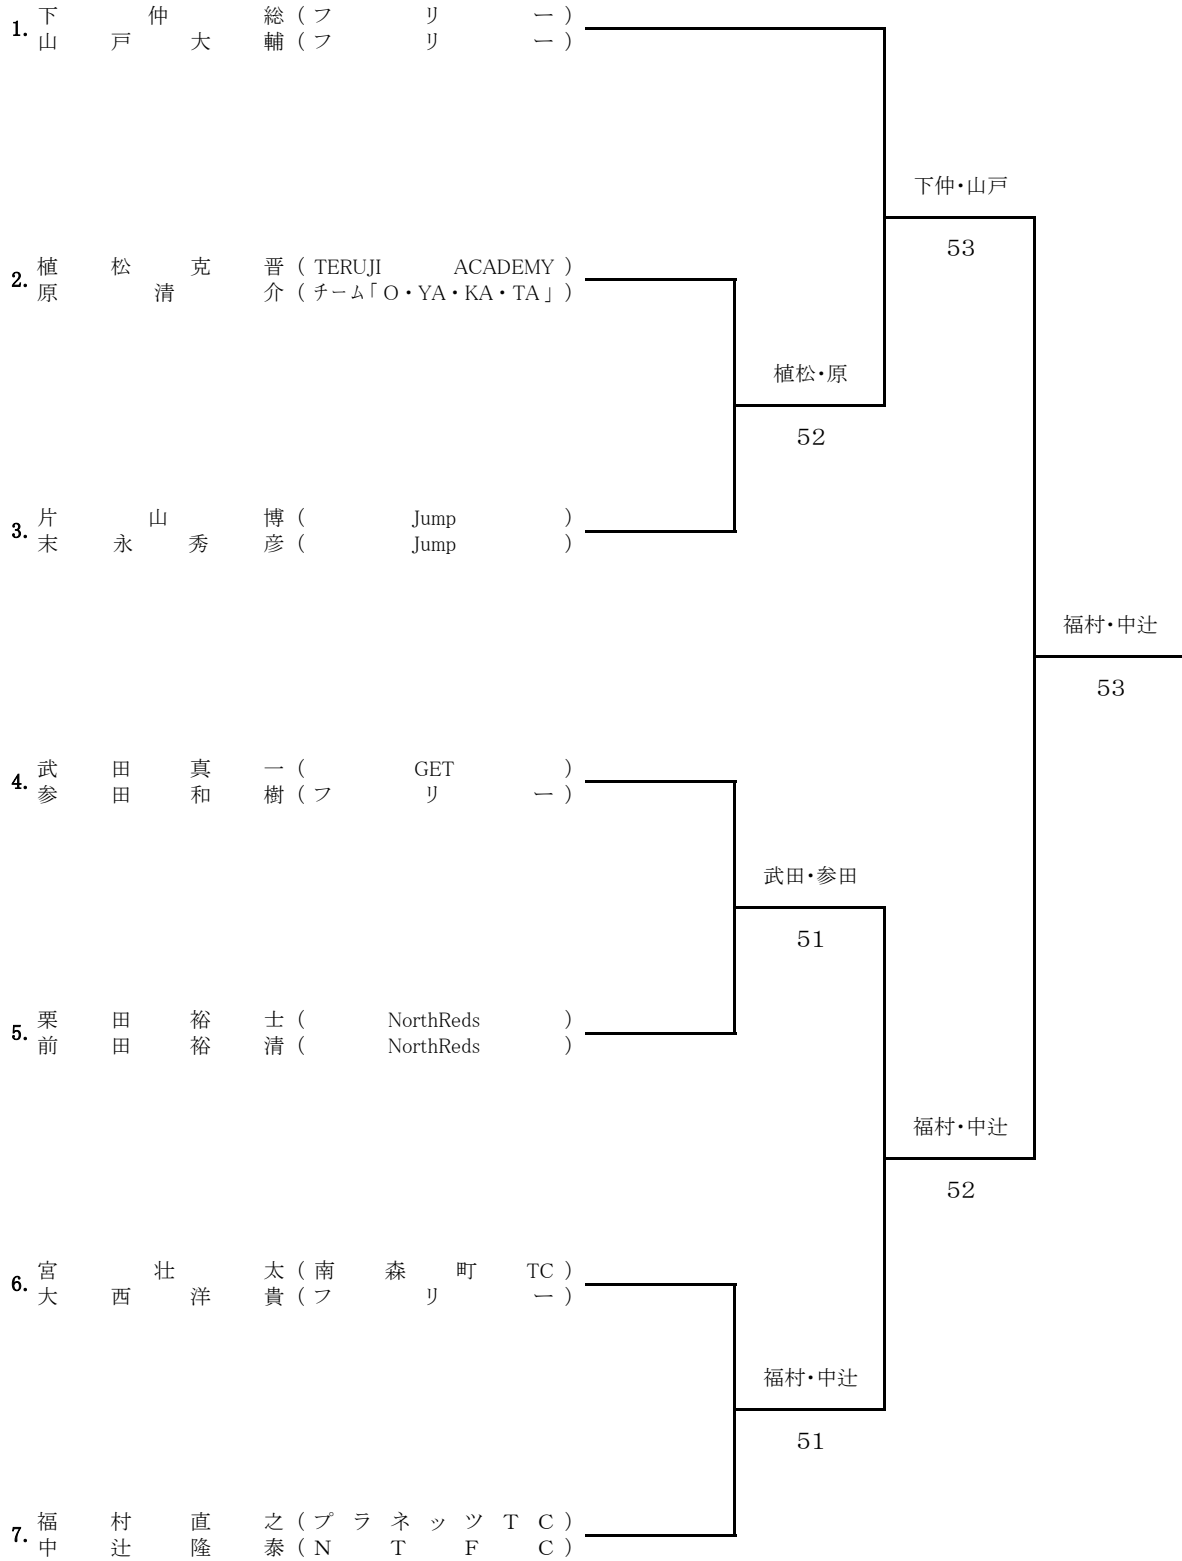 1. 下仲総(フリー)
山戸大輔(フリー)
下仲・山戸
53
2. 植松克晋(TERUJI ACADEMY)
原清介(チーム「O・YA・KA・TA」)
植松・原
52
3. 片山博(Jump)
末永秀彦(Jump)
福村・中辻
53
4. 武田真一(GET)
参田和樹(フリー)
武田・参田
51
5. 栗田裕士(NorthReds)
前田裕清(NorthReds)
福村・中辻
52
6. 宮壮太(南森町TC)
大西洋貴(フリー)
福村・中辻
51
7. 福村直之(プラネッツTC)
中辻隆泰(NTFC)